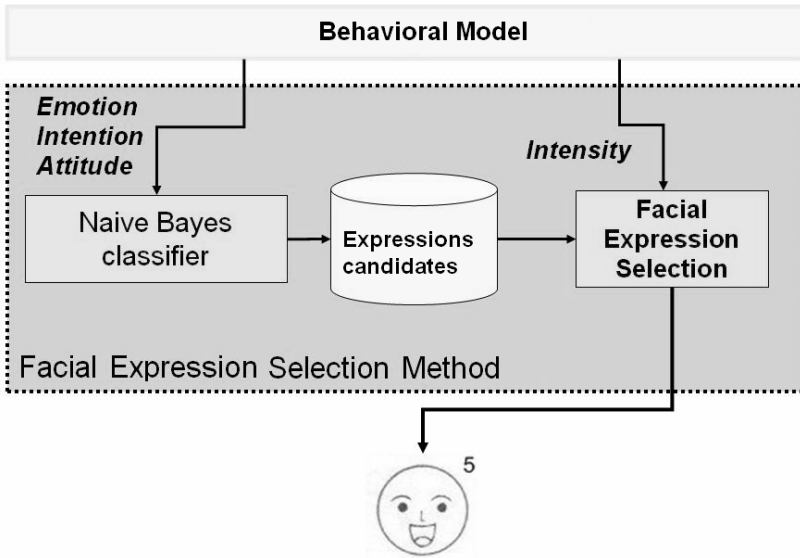 Behavioral Model
Emotion
Intention
Attitude
Intensity
Naive Bayes
classifier
Expressions
candidates
Facial
Expression
Selection
Facial Expression Selection Method
5